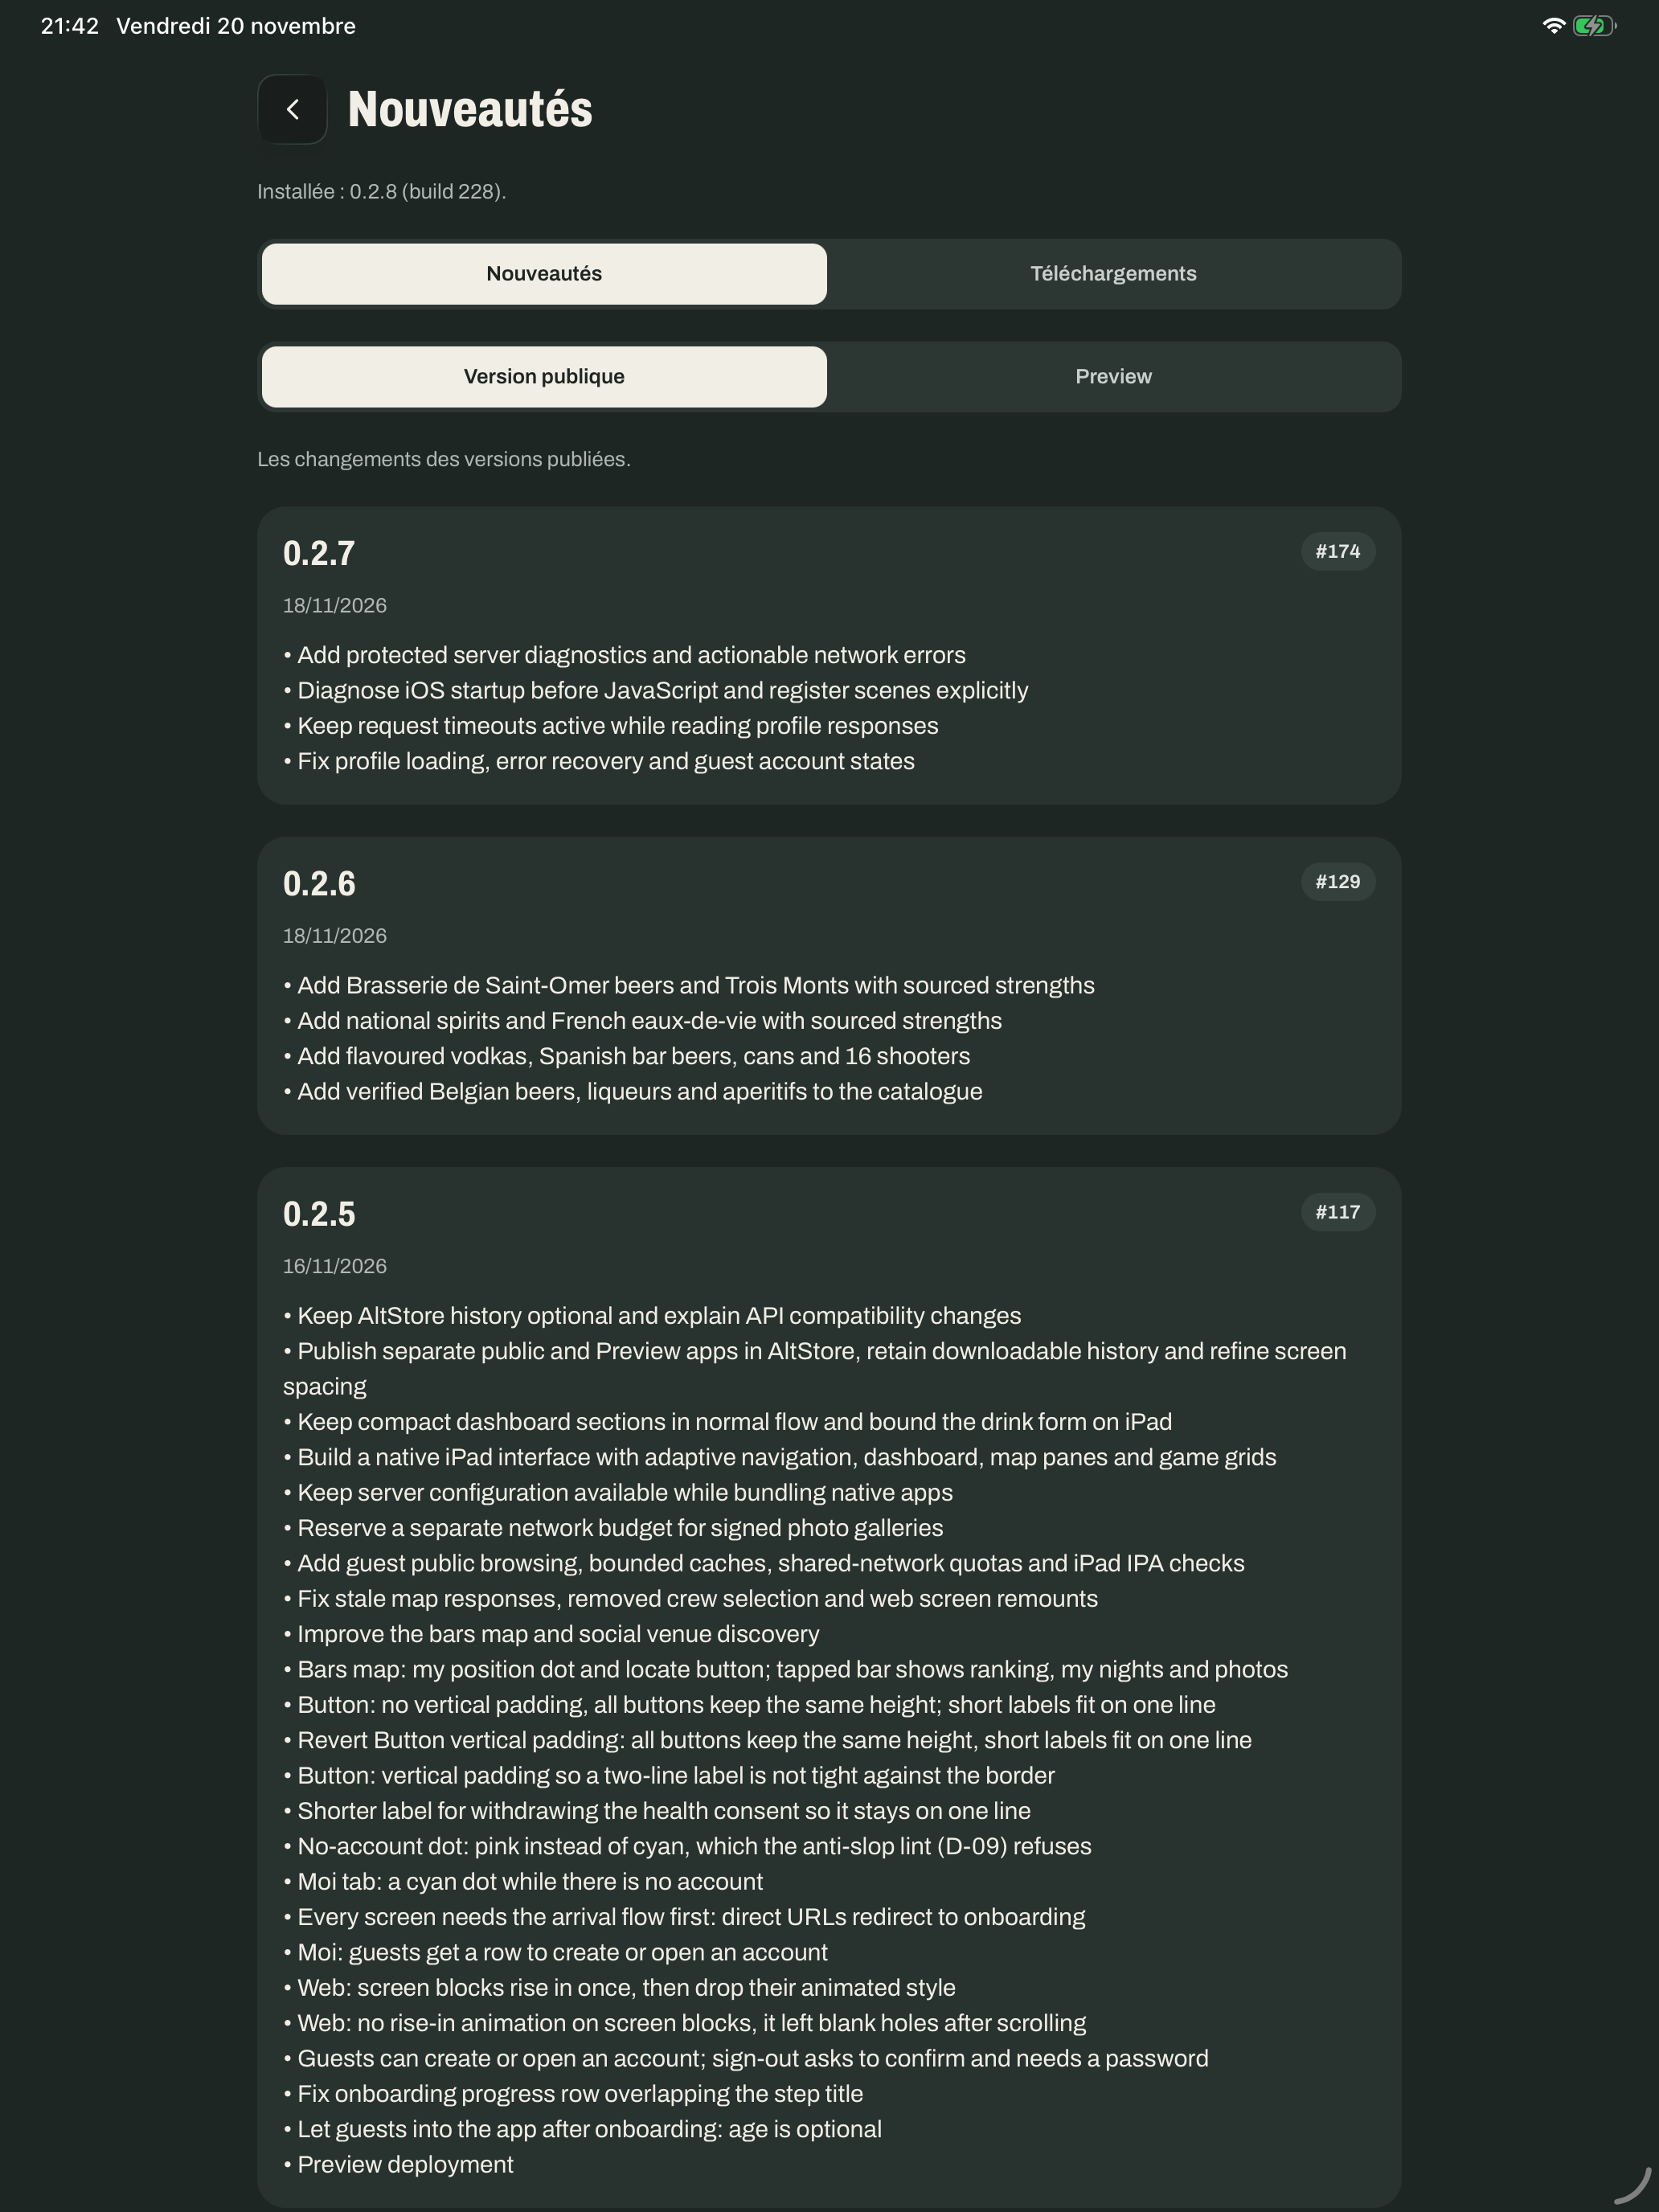 21:42 Vendredi 20 novembre
Nouveautés
Installée : 0.2.8 (build 228).
Nouveautés
Téléchargements
Version publique
Preview
Les changements des versions publiées.
0.2.7
#174
18/11/2026
• Add protected server diagnostics and actionable network errors
• Diagnose iOS startup before JavaScript and register scenes explicitly
• Keep request timeouts active while reading profile responses
• Fix profile loading, error recovery and guest account states
0.2.6
#129
18/11/2026
• Add Brasserie de Saint-Omer beers and Trois Monts with sourced strengths
• Add national spirits and French eaux-de-vie with sourced strengths
• Add flavoured vodkas, Spanish bar beers, cans and 16 shooters
• Add verified Belgian beers, liqueurs and aperitifs to the catalogue
0.2.5
#117
16/11/2026
• Keep AltStore history optional and explain API compatibility changes
• Publish separate public and Preview apps in AltStore, retain downloadable history and refine screen
spacing
• Keep compact dashboard sections in normal flow and bound the drink form on iPad
• Build a native iPad interface with adaptive navigation, dashboard, map panes and game grids
• Keep server configuration available while bundling native apps
• Reserve a separate network budget for signed photo galleries
• Add guest public browsing, bounded caches, shared-network quotas and iPad IPA checks
• Fix stale map responses, removed crew selection and web screen remounts
• Improve the bars map and social venue discovery
• Bars map: my position dot and locate button; tapped bar shows ranking, my nights and photos
• Button: no vertical padding, all buttons keep the same height; short labels fit on one line
• Revert Button vertical padding: all buttons keep the same height, short labels fit on one line
• Button: vertical padding so a two-line label is not tight against the border
• Shorter label for withdrawing the health consent so it stays on one line
• No-account dot: pink instead of cyan, which the anti-slop lint (D-09) refuses
• Moi tab: a cyan dot while there is no account
• Every screen needs the arrival flow first: direct URLs redirect to onboarding
• Moi: guests get a row to create or open an account
• Web: screen blocks rise in once, then drop their animated style
• Web: no rise-in animation on screen blocks, it left blank holes after scrolling
• Guests can create or open an account; sign-out asks to confirm and needs a password
• Fix onboarding progress row overlapping the step title
• Let guests into the app after onboarding: age is optional
• Preview deployment